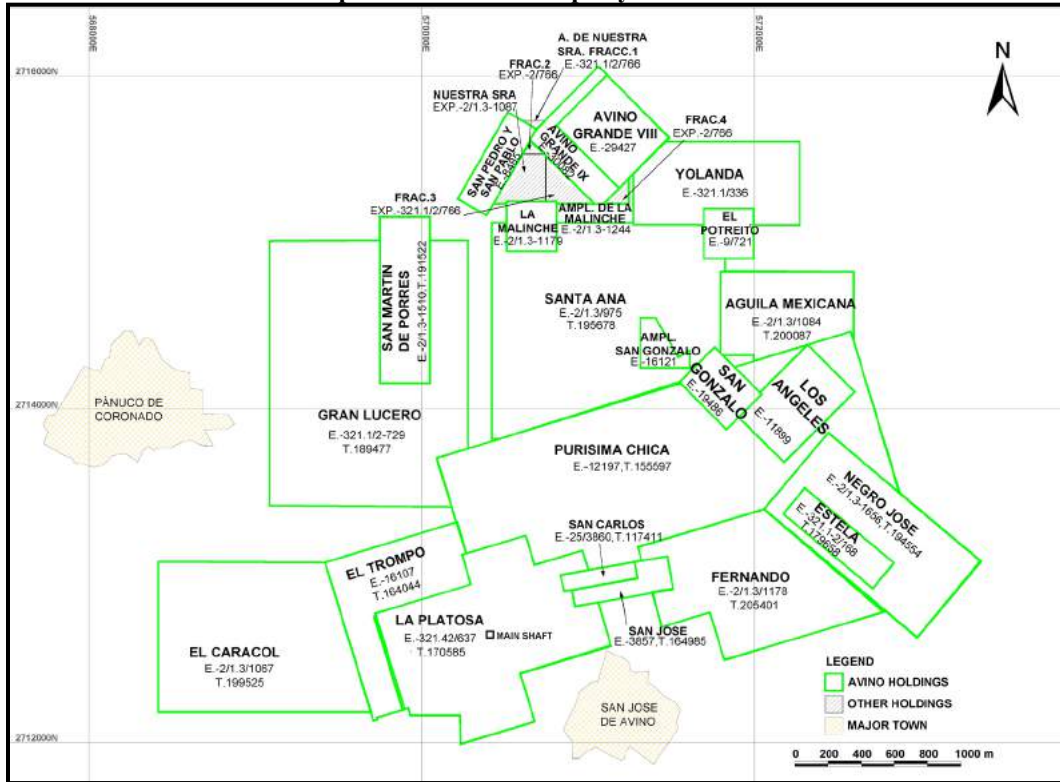 568000E
570000E
572000E
2716000N
2714000N
2712000N
N
A. DE NUESTRA
SRA. FRACC.1
E.-321.1/2/766
FRAC.2
EXP.-2/766
NUESTRA SRA
EXP.-2/1.3-1087
AVINO
GRANDE VIII
E.-29427
FRAC.4
EXP.-2/766
AVINO
GRANDE IX
SAN PEDRO Y
SAN PABLO
E.-8485
YOLANDA
E.-321.1/336
FRAC.3
EXP.-321.1/2/766
LA
MALINCHE
E.-2/1.3-1179
AMPL. DE LA
MALINCHE
E.-2/1.3-1244
EL
POTREITO
E.-9/721
SAN MARTIN
DE PORRES
E.-2/1.3-1510,T.191522
SANTA ANA
E.-2/1.3/975
T.195678
AGUILA MEXICANA
E.-2/1.3/1084
T.200087
AMPL.
SAN GONZALO
E.-16121
SAN
GONZALO
E.-19486
LOS
ANGELES
E.-11899
PÀNUCO DE
CORONADO
GRAN LUCERO
E.-321.1/2-729
T.189477
PURISIMA CHICA
E.-12197,T.155597
NEGRO JOSE
E.-2/1.3-1656,T.194554
ESTELA
E.-321.1-2/168
T.179658
SAN CARLOS
E.-25/3860,T.117411
EL TROMPO
E.-16107
T.164044
FERNANDO
E.-2/1.3/1178
T.205401
LA PLATOSA
E.-321.42/637
T.170585
MAIN SHAFT
SAN JOSE
E.-3857,T.164985
EL CARACOL
E.-2/1.3/1067
T.199525
SAN JOSE
DE AVINO
LEGEND
AVINO HOLDINGS
OTHER HOLDINGS
MAJOR TOWN
0 200 400 600 800 1000 m